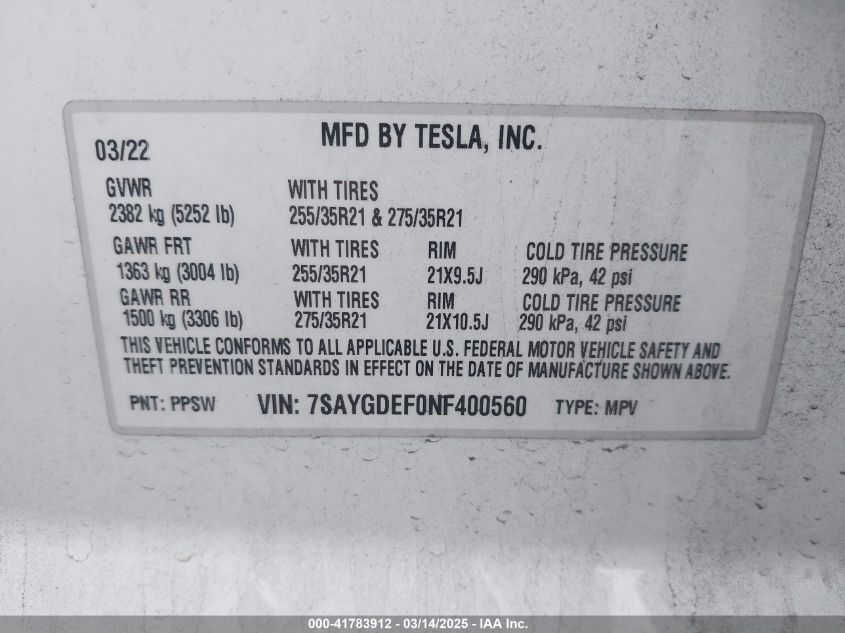 MFD BY TESLA, INC.
03/22
GVWR WITH TIRES
2382 kg (5252 lb) 255/35R21 & 275/35R21
GAWR FRT WITH TIRES RIM COLD TIRE PRESSURE
1363 kg (3004 lb) 255/35R21 21X9.5J 290 kPa, 42 psi
GAWR RR WITH TIRES RIM COLD TIRE PRESSURE
1500 kg (3306 lb) 275/35R21 21X10.5J 290 kPa, 42 psi
THIS VEHICLE CONFORMS TO ALL APPLICABLE U.S. FEDERAL MOTOR VEHICLE SAFETY AND
THEFT PREVENTION STANDARDS IN EFFECT ON THE DATE OF MANUFACTURE SHOWN ABOVE.
PNT: PPSW VIN: 7SAYGDEF0NF400560 TYPE: MPV
000-41783912 - 03/14/2025 - IAA Inc.